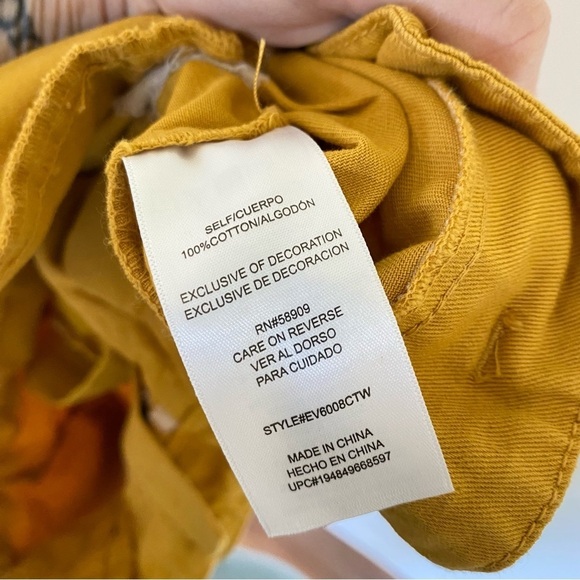 SELF/CUERPO
100%COTTON/ALGODÓN
EXCLUSIVE OF DECORATION
EXCLUSIVE DE DECORACION
RN#58909
CARE ON REVERSE
VER AL DORSO
PARA CUIDADO
STYLE#EV6008CTW
MADE IN CHINA
HECHO EN CHINA
UPC#194849668597